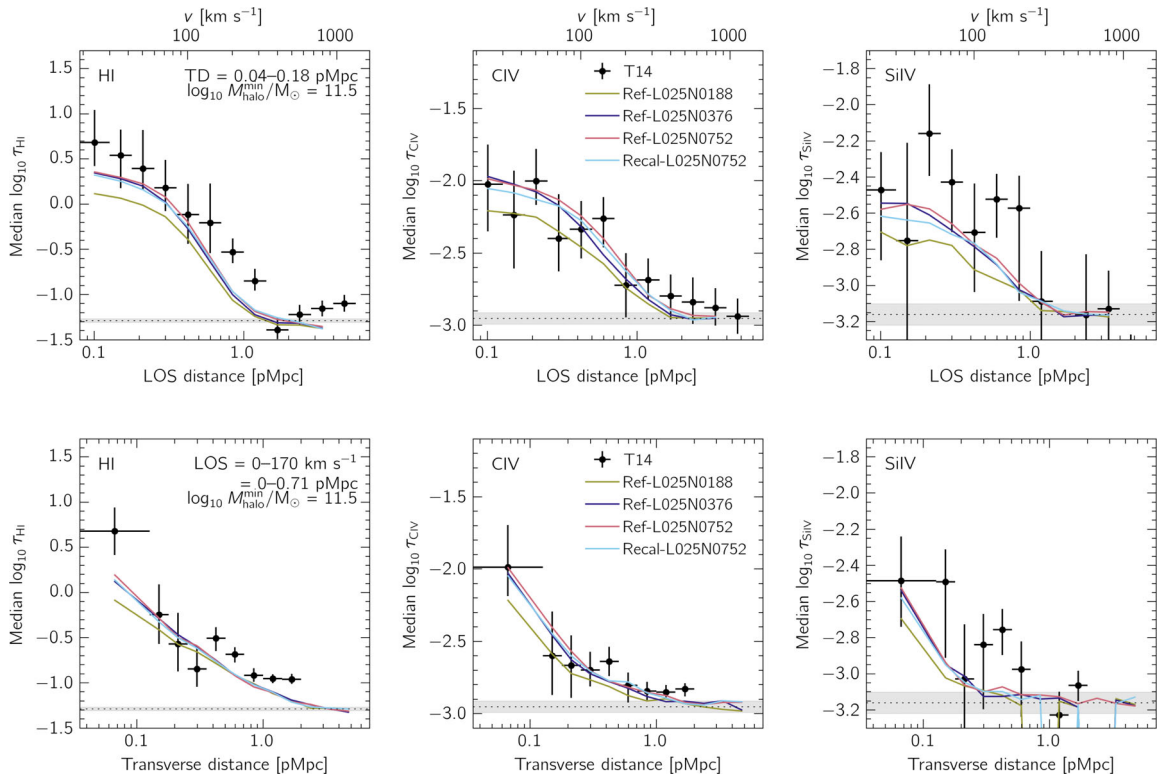 v [km s⁻¹]
v [km s⁻¹]
v [km s⁻¹]
100 1000
100 1000
100 1000
HI
TD = 0.04–0.18 pMpc
log₁₀ M_halo^min/M☉ = 11.5
Median log₁₀ τ_HI
1.5
1.0
0.5
0.0
−0.5
−1.0
−1.5
0.1 1.0
LOS distance [pMpc]
CIV
T14
Ref-L025N0188
Ref-L025N0376
Ref-L025N0752
Recal-L025N0752
Median log₁₀ τ_CIV
−1.5
−2.0
−2.5
−3.0
0.1 1.0
LOS distance [pMpc]
SiIV
Median log₁₀ τ_SiIV
−1.8
−2.0
−2.2
−2.4
−2.6
−2.8
−3.0
−3.2
0.1 1.0
LOS distance [pMpc]
HI
LOS = 0–170 km s⁻¹
= 0–0.71 pMpc
log₁₀ M_halo^min/M☉ = 11.5
Median log₁₀ τ_HI
1.5
1.0
0.5
0.0
−0.5
−1.0
−1.5
0.1 1.0
Transverse distance [pMpc]
CIV
T14
Ref-L025N0188
Ref-L025N0376
Ref-L025N0752
Recal-L025N0752
Median log₁₀ τ_CIV
−1.5
−2.0
−2.5
−3.0
0.1 1.0
Transverse distance [pMpc]
SiIV
Median log₁₀ τ_SiIV
−1.8
−2.0
−2.2
−2.4
−2.6
−2.8
−3.0
−3.2
0.1 1.0
Transverse distance [pMpc]